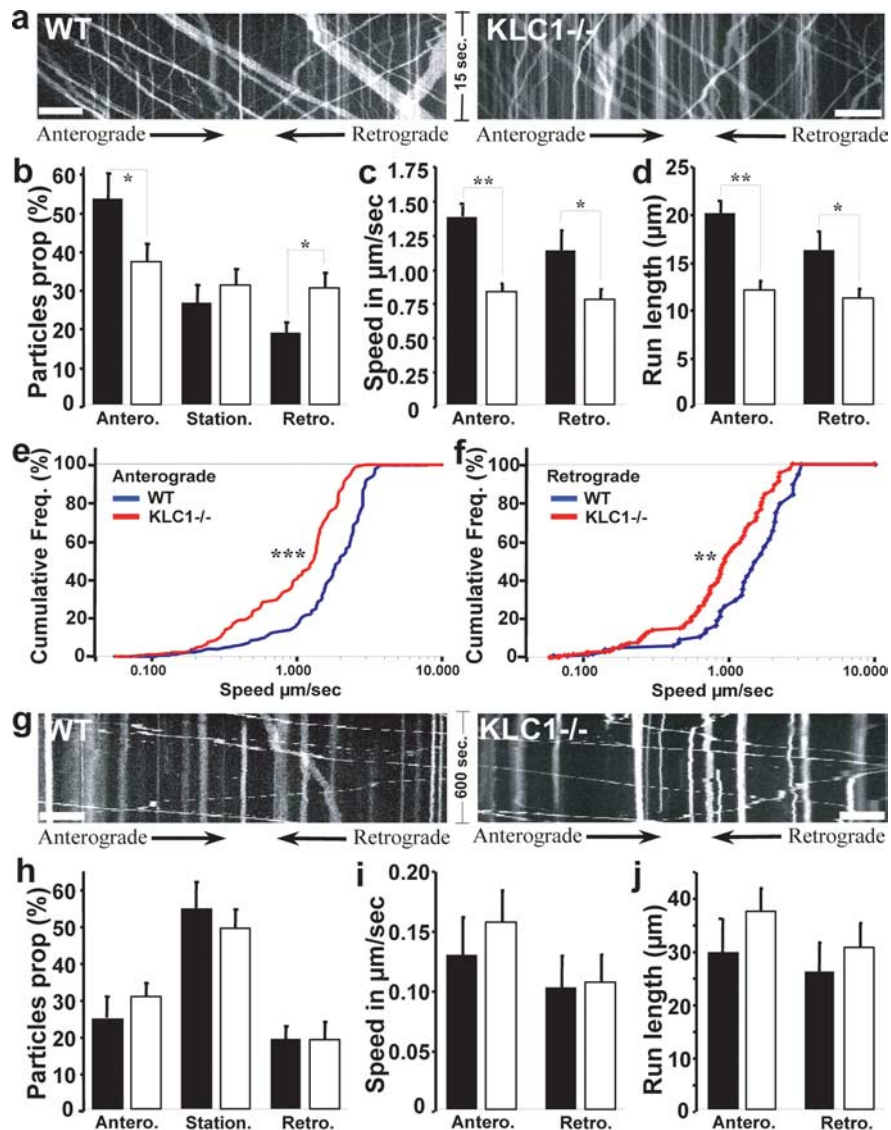 a
WT
15 sec.
KLC1-/-
Anterograde
Retrograde
Anterograde
Retrograde
b
Particles prop (%)
60
50
40
30
20
10
0
*
*
Antero.
Station.
Retro.
c
Speed in µm/sec
1.75
1.50
1.25
1.00
0.75
0.50
0.25
0
**
*
Antero.
Retro.
d
Run length (µm)
25
20
15
10
5
0
**
*
Antero.
Retro.
e
Cumulative Freq. (%)
100
80
60
40
20
0
Anterograde
WT
KLC1-/-
***
0.100
1.000
10.000
Speed µm/sec
f
Cumulative Freq. (%)
100
80
60
40
20
0
Retrograde
WT
KLC1-/-
**
0.100
1.000
10.0000
Speed µm/sec
g
WT
600 sec.
KLC1-/-
Anterograde
Retrograde
Anterograde
Retrograde
h
Particles prop (%)
60
50
40
30
20
10
0
Antero.
Station.
Retro.
i
Speed in µm/sec
0.20
0.15
0.10
0.05
0
Antero.
Retro.
j
Run length (µm)
40
30
20
10
0
Antero.
Retro.